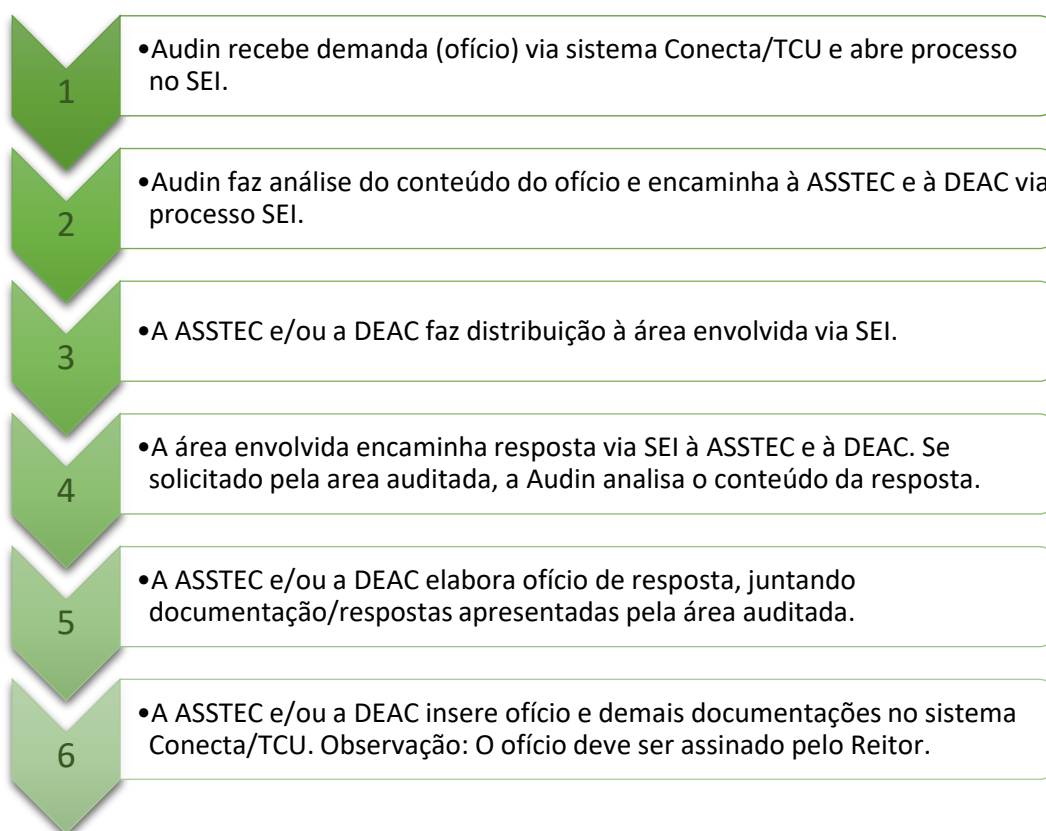 1
•Audin recebe demanda (ofício) via sistema Conecta/TCU e abre processo
no SEI.
2
•Audin faz análise do conteúdo do ofício e encaminha à ASSTEC e à DEAC via
processo SEI.
3
•A ASSTEC e/ou a DEAC faz distribuição à área envolvida via SEI.
4
•A área envolvida encaminha resposta via SEI à ASSTEC e à DEAC. Se
solicitado pela area auditada, a Audin analisa o conteúdo da resposta.
5
•A ASSTEC e/ou a DEAC elabora ofício de resposta, juntando
documentação/respostas apresentadas pela área auditada.
6
•A ASSTEC e/ou a DEAC insere ofício e demais documentações no sistema
Conecta/TCU. Observação: O ofício deve ser assinado pelo Reitor.